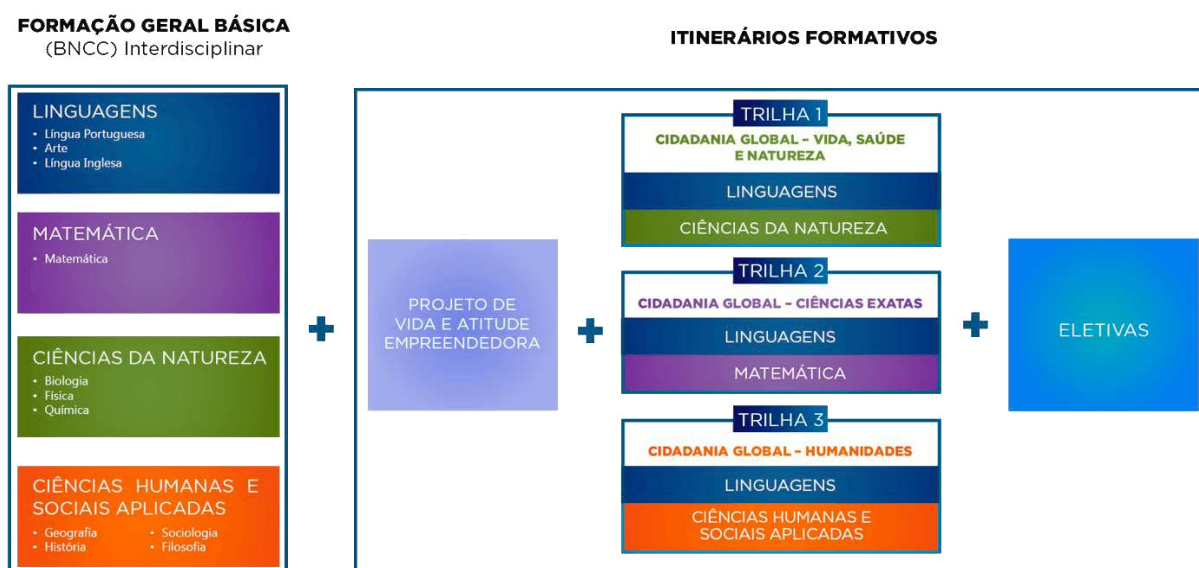 FORMAÇÃO GERAL BÁSICA
(BNCC) Interdisciplinar
LINGUAGENS
• Língua Portuguesa
• Arte
• Língua Inglesa
MATEMÁTICA
• Matemática
CIÊNCIAS DA NATUREZA
• Biologia
• Física
• Química
CIÊNCIAS HUMANAS E
SOCIAIS APLICADAS
• Geografia
• História
• Sociologia
• Filosofia
+
ITINERÁRIOS FORMATIVOS
PROJETO DE
VIDA E ATITUDE
EMPREENDEDORA
+
TRILHA 1
CIDADANIA GLOBAL – VIDA, SAÚDE
E NATUREZA
LINGUAGENS
CIÊNCIAS DA NATUREZA
TRILHA 2
CIDADANIA GLOBAL – CIÊNCIAS EXATAS
LINGUAGENS
MATEMÁTICA
TRILHA 3
CIDADANIA GLOBAL – HUMANIDADES
LINGUAGENS
CIÊNCIAS HUMANAS E
SOCIAIS APLICADAS
+
ELETIVAS